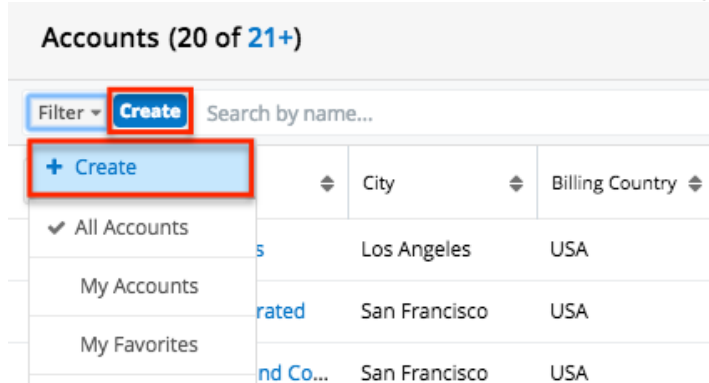 Accounts (20 of 21+)
Filter Create Search by name...
+ Create
City Billing Country
✓ All Accounts
s Los Angeles USA
My Accounts
rated San Francisco USA
My Favorites
nd Co... San Francisco USA